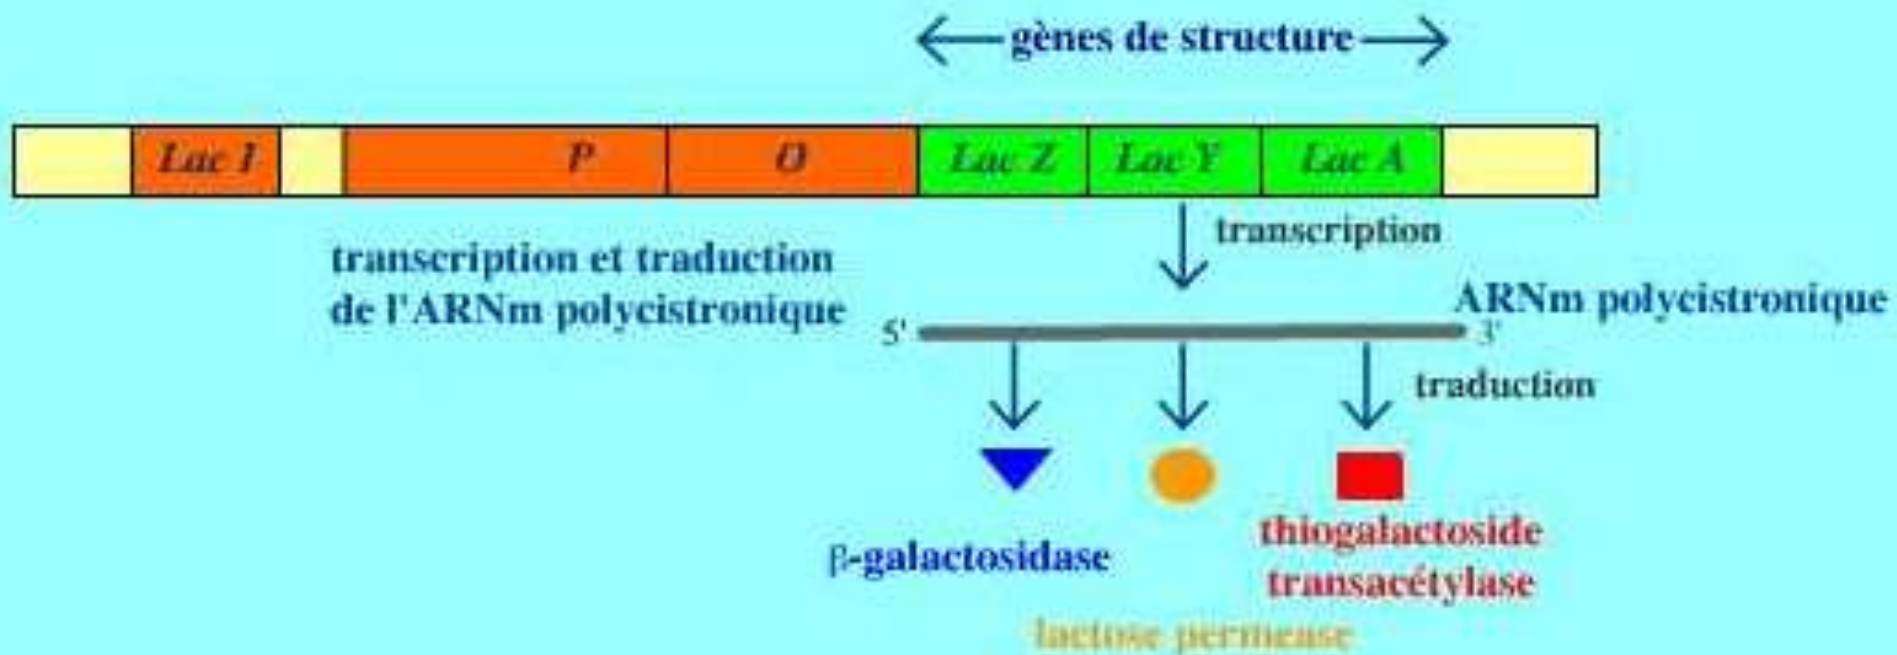 gènes de structure
Lac I P O Lac Z Lac Y Lac A
transcription
transcription et traduction
de l'ARNm polycistronique
ARNm polycistronique
5' 3'
traduction
β-galactosidase
thiogalactoside
transacétylase
lactose permease